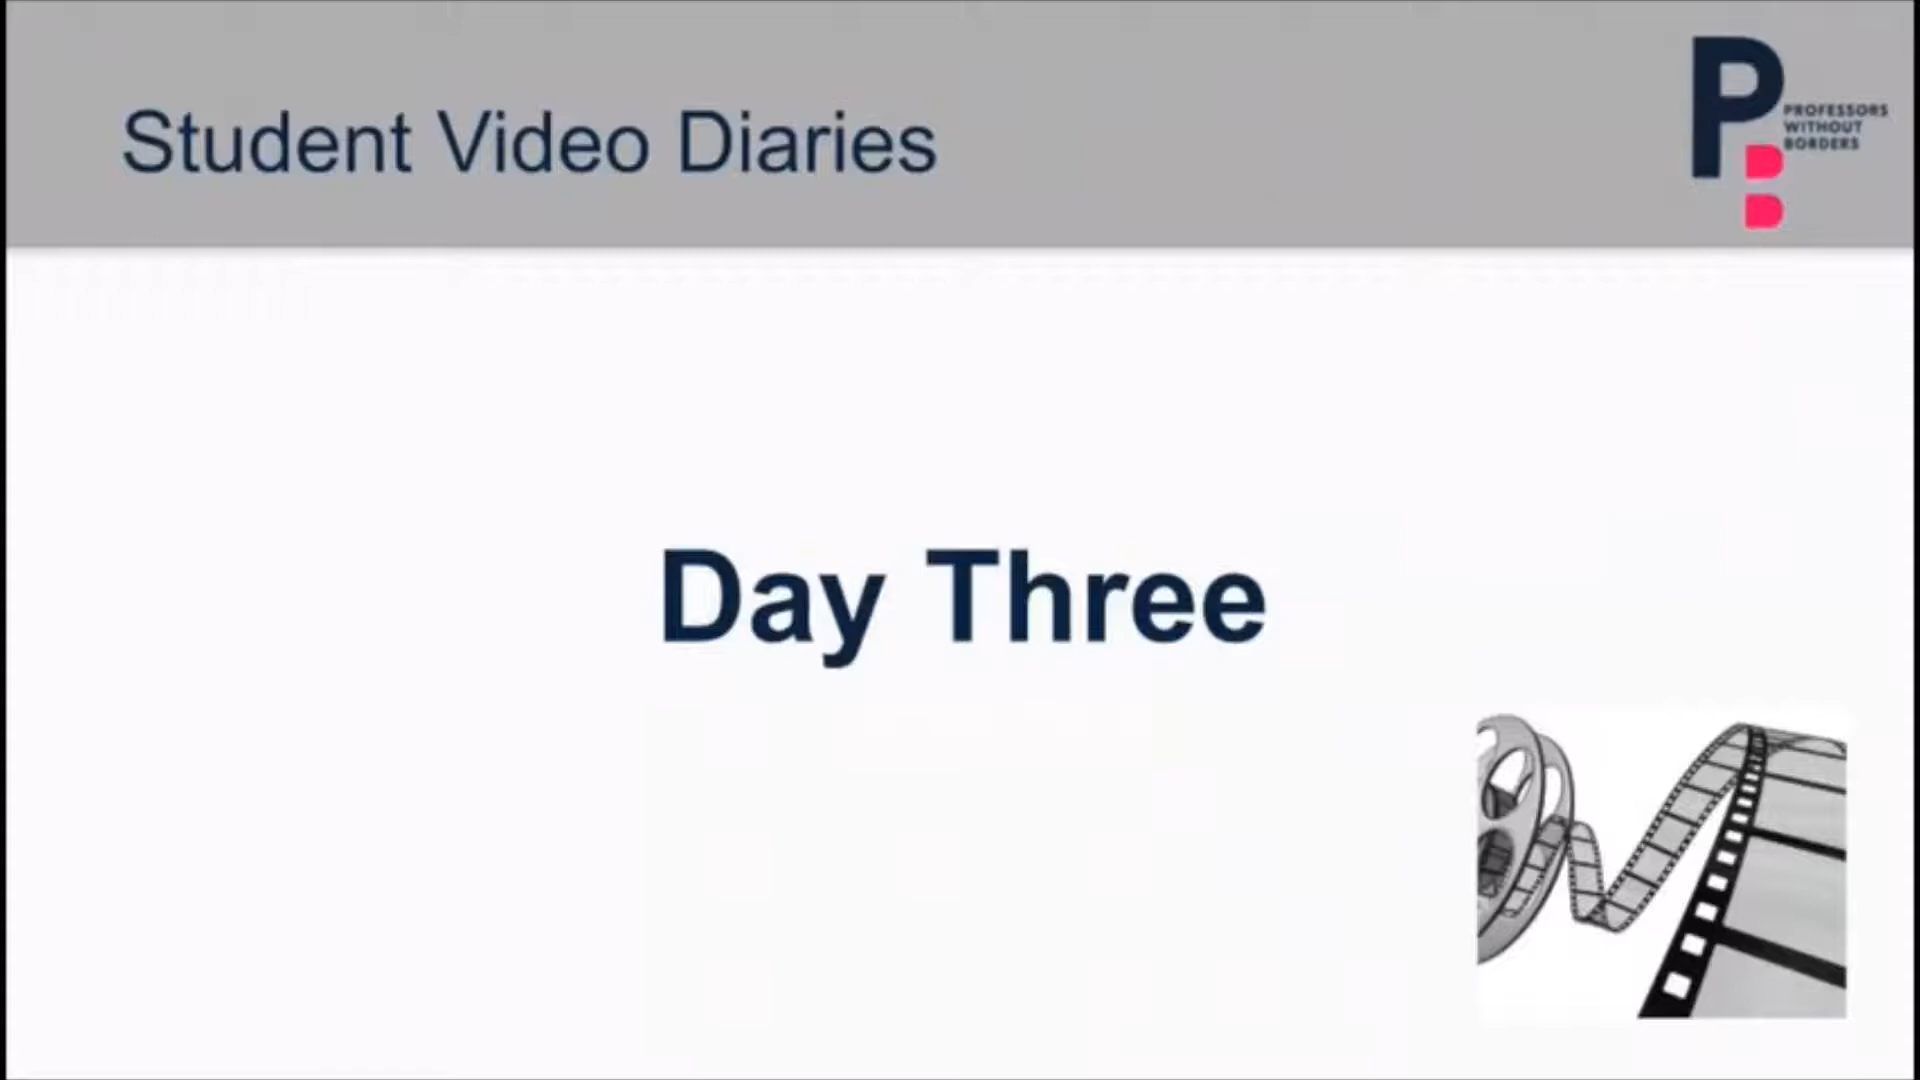 Student Video Diaries
P
PROFESSORS
WITHOUT
BORDERS
Day Three